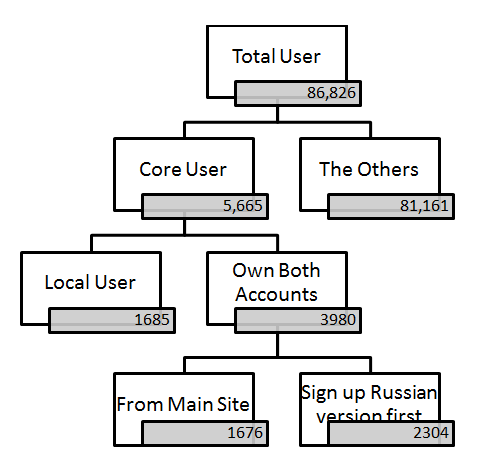 Total User
86,826
Core User
5,665
The Others
81,161
Local User
1685
Own Both
Accounts
3980
From Main Site
1676
Sign up Russian
version first
2304